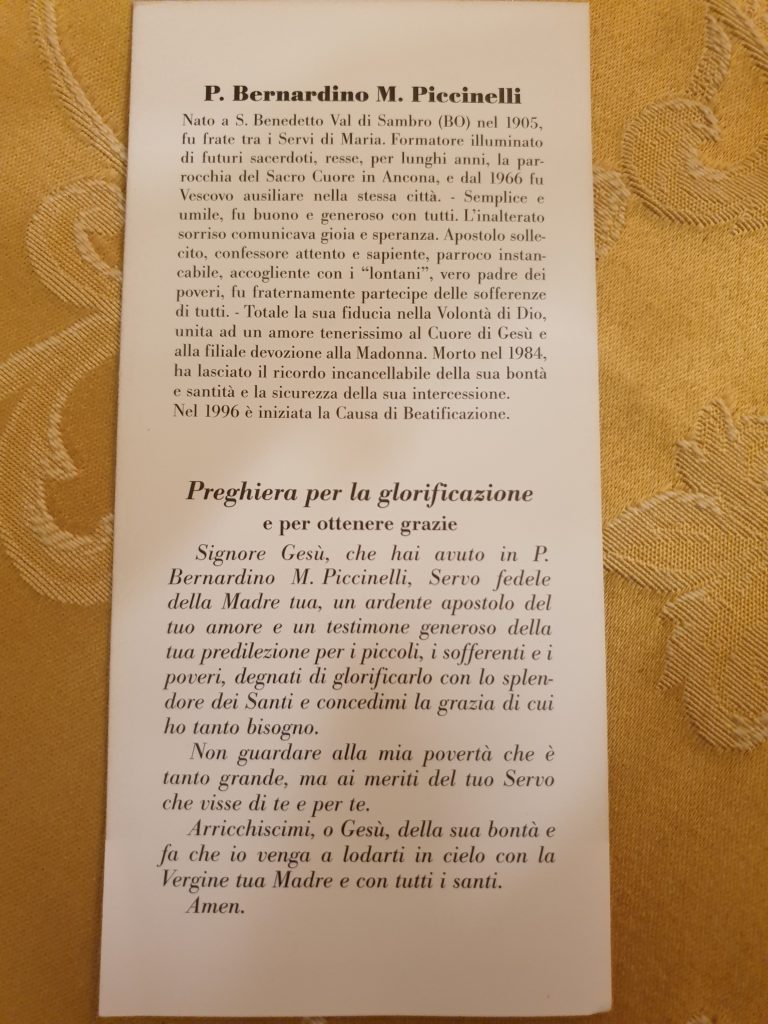 P. Bernardino M. Piccinelli
Nato a S. Benedetto Val di Sambro (BO) nel 1905,
fu frate tra i Servi di Maria. Formatore illuminato
di futuri sacerdoti, resse, per lunghi anni, la par-
rocchia del Sacro Cuore in Ancona, e dal 1966 fu
Vescovo ausiliare nella stessa città. - Semplice e
umile, fu buono e generoso con tutti. L'inalterato
sorriso comunicava gioia e speranza. Apostolo solle-
cito, confessore attento e sapiente, parroco instan-
cabile, accogliente con i “lontani”, vero padre dei
poveri, fu fraternamente partecipe delle sofferenze
di tutti. - Totale la sua fiducia nella Volontà di Dio,
unita ad un amore tenerissimo al Cuore di Gesù e
alla filiale devozione alla Madonna. Morto nel 1984,
ha lasciato il ricordo incancellabile della sua bontà
e santità e la sicurezza della sua intercessione.
Nel 1996 è iniziata la Causa di Beatificazione.
Preghiera per la glorificazione
e per ottenere grazie
Signore Gesù, che hai avuto in P.
Bernardino M. Piccinelli, Servo fedele
della Madre tua, un ardente apostolo del
tuo amore e un testimone generoso della
tua predilezione per i piccoli, i sofferenti e i
poveri, degnati di glorificarlo con lo splen-
dore dei Santi e concedimi la grazia di cui
ho tanto bisogno.
Non guardare alla mia povertà che è
tanto grande, ma ai meriti del tuo Servo
che visse di te e per te.
Arricchiscimi, o Gesù, della sua bontà e
fa che io venga a lodarti in cielo con la
Vergine tua Madre e con tutti i santi.
Amen.